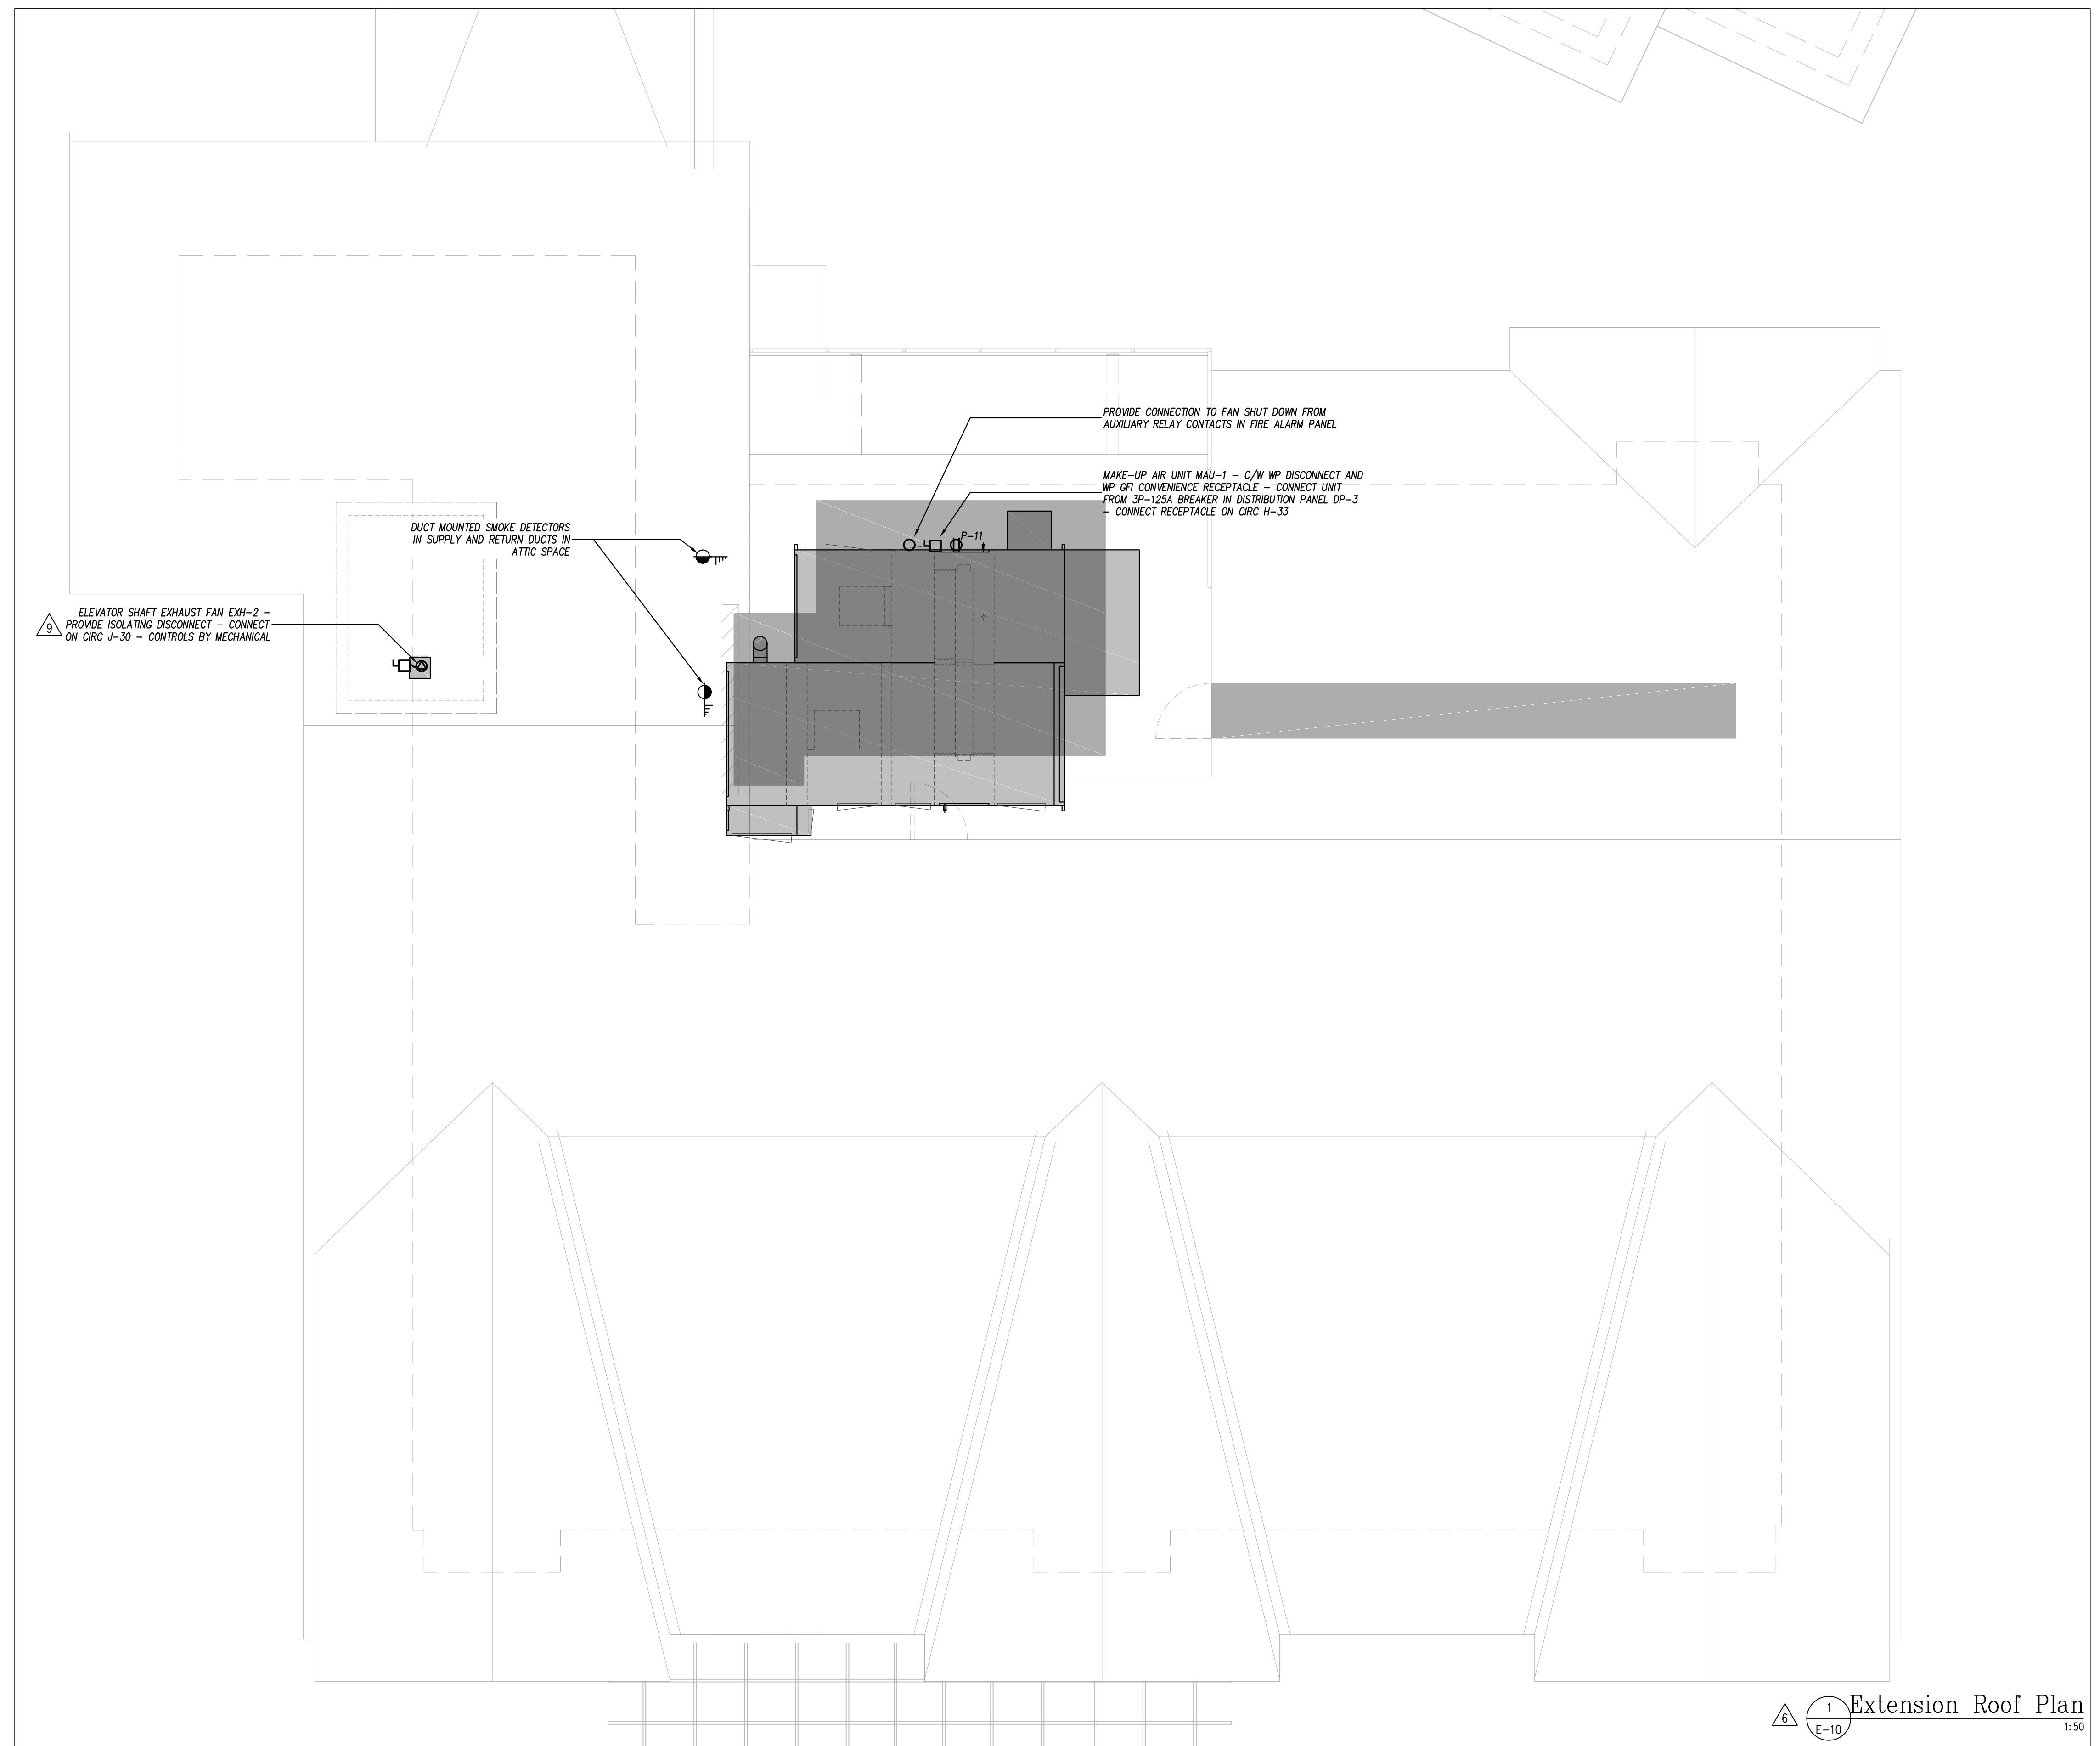 PROVIDE CONNECTION TO FAN SHUT DOWN FROM
AUXILIARY RELAY CONTACTS IN FIRE ALARM PANEL
MAKE-UP AIR UNIT MAU-1 - C/W WP DISCONNECT AND
WP GFI CONVENIENCE RECEPTACLE - CONNECT UNIT
FROM 3P-125A BREAKER IN DISTRIBUTION PANEL DP-3
- CONNECT RECEPTACLE ON CIRC H-33
P-11
DUCT MOUNTED SMOKE DETECTORS
IN SUPPLY AND RETURN DUCTS IN
ATTIC SPACE
9
ELEVATOR SHAFT EXHAUST FAN EXH-2 -
PROVIDE ISOLATING DISCONNECT - CONNECT
ON CIRC J-30 - CONTROLS BY MECHANICAL
6
1
E-10
Extension Roof Plan
1:50